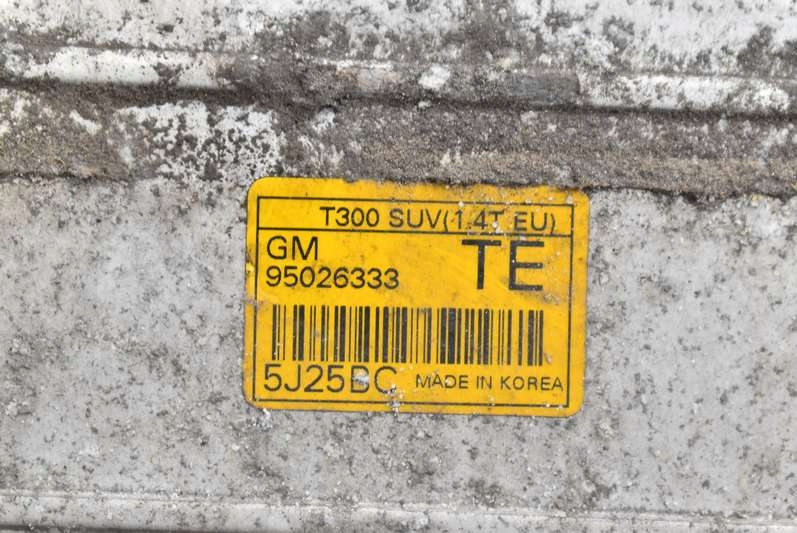 T300 SUV(1.4T EU)
GM
TE
95026333
5J25BC
MADE IN KOREA